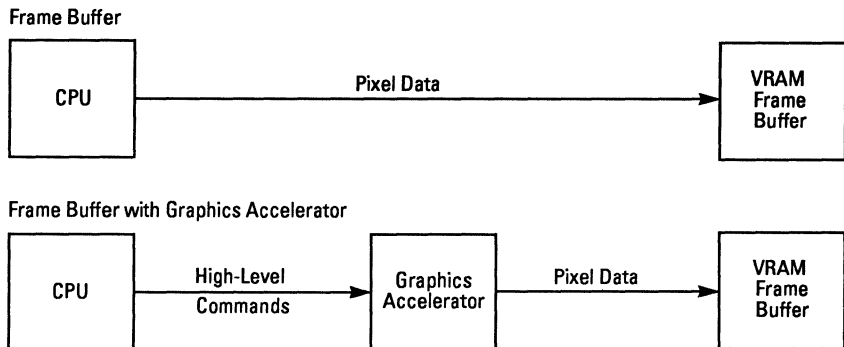 Frame Buffer
CPU
Pixel Data
VRAM
Frame
Buffer
Frame Buffer with Graphics Accelerator
CPU
High-Level
Commands
Graphics
Accelerator
Pixel Data
VRAM
Frame
Buffer